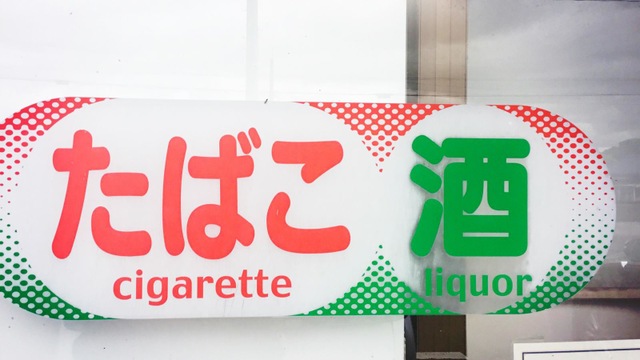 たばこ
cigarette
酒
liquor